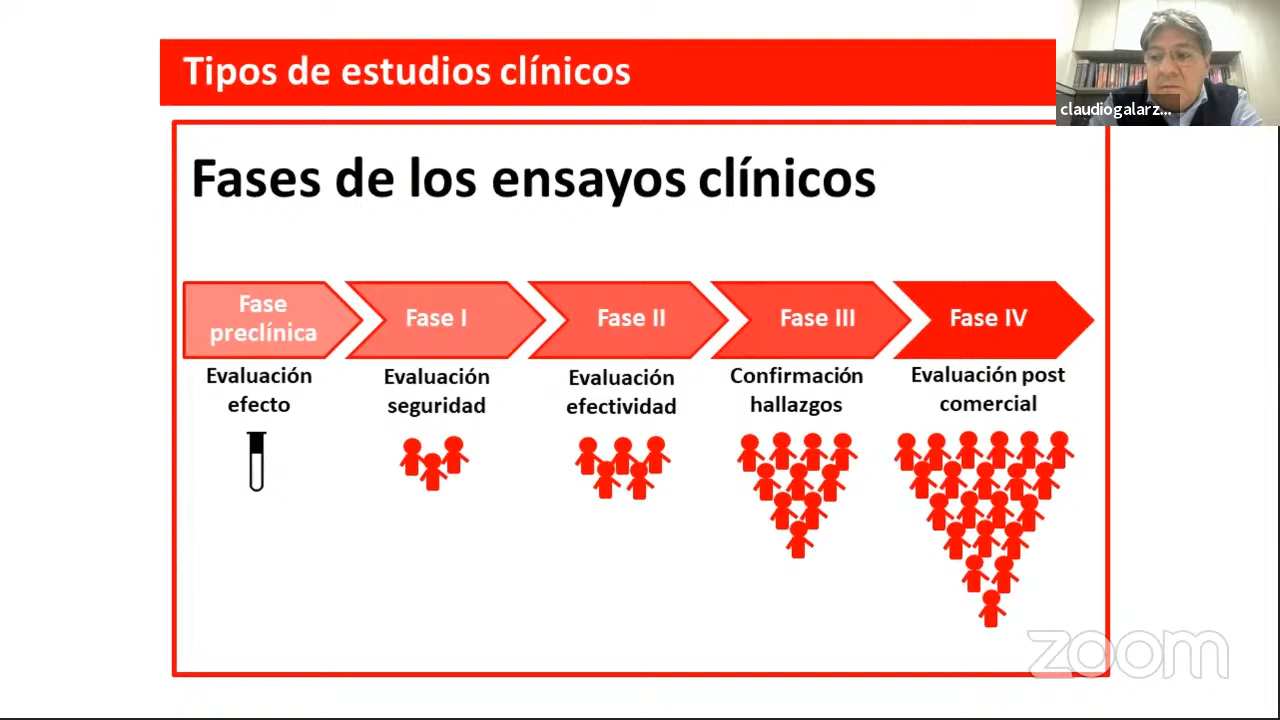 Tipos de estudios clínicos
claudiogalarz...
Fases de los ensayos clínicos
Fase
preclínica
Fase I
Fase II
Fase III
Fase IV
Evaluación
efecto
Evaluación
seguridad
Evaluación
efectividad
Confirmación
hallazgos
Evaluación post
comercial
zoom